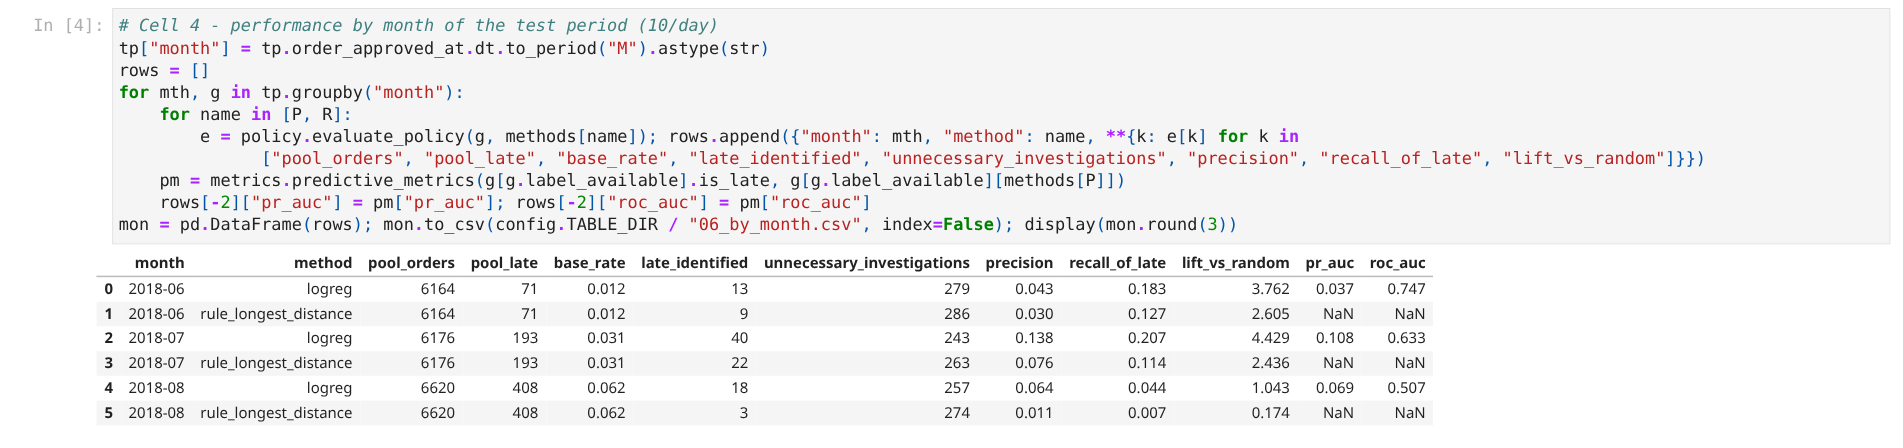 In [4]:
# Cell 4 - performance by month of the test period (10/day)
tp["month"] = tp.order_approved_at.dt.to_period("M").astype(str)
rows = []
for mth, g in tp.groupby("month"):
    for name in [P, R]:
        e = policy.evaluate_policy(g, methods[name]); rows.append({"month": mth, "method": name, **{k: e[k] for k in
              ["pool_orders", "pool_late", "base_rate", "late_identified", "unnecessary_investigations", "precision", "recall_of_late", "lift_vs_random"]}})
    pm = metrics.predictive_metrics(g[g.label_available].is_late, g[g.label_available][methods[P]])
    rows[-2]["pr_auc"] = pm["pr_auc"]; rows[-2]["roc_auc"] = pm["roc_auc"]
mon = pd.DataFrame(rows); mon.to_csv(config.TABLE_DIR / "06_by_month.csv", index=False); display(mon.round(3))
month method pool_orders pool_late base_rate late_identified unnecessary_investigations precision recall_of_late lift_vs_random pr_auc roc_auc
0 2018-06 logreg 6164 71 0.012 13 279 0.043 0.183 3.762 0.037 0.747
1 2018-06 rule_longest_distance 6164 71 0.012 9 286 0.030 0.127 2.605 NaN NaN
2 2018-07 logreg 6176 193 0.031 40 243 0.138 0.207 4.429 0.108 0.633
3 2018-07 rule_longest_distance 6176 193 0.031 22 263 0.076 0.114 2.436 NaN NaN
4 2018-08 logreg 6620 408 0.062 18 257 0.064 0.044 1.043 0.069 0.507
5 2018-08 rule_longest_distance 6620 408 0.062 3 274 0.011 0.007 0.174 NaN NaN